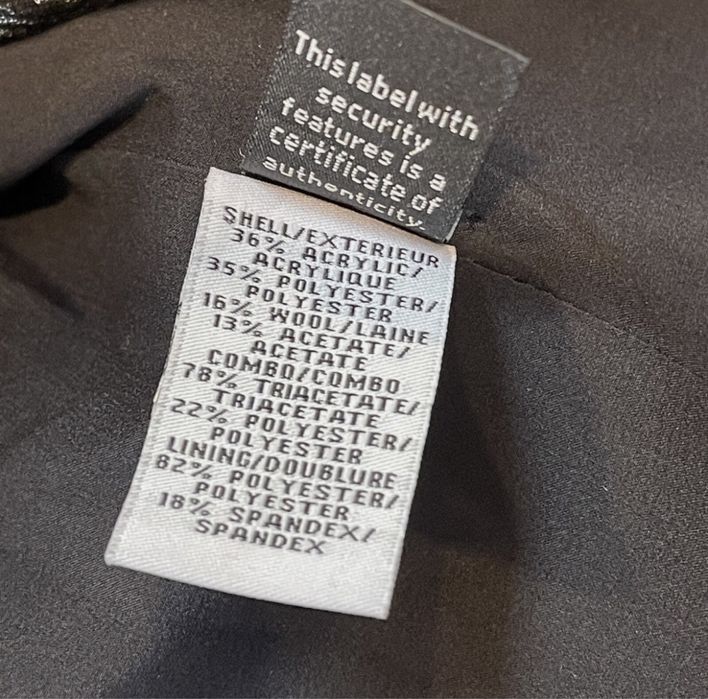 This label with
security
features is a
certificate of
authenticity.
SHELL/EXTERIEUR
36% ACRYLIC/
ACRYLIQUE
35% POLYESTER/
POLYESTER
16% WOOL/LAINE
13% ACETATE/
ACETATE
COMBO/COMBO
78% TRIACETATE/
TRIACETATE
22% POLYESTER/
POLYESTER
LINING/DOUBLURE
82% POLYESTER/
POLYESTER
18% SPANDEX/
SPANDEX